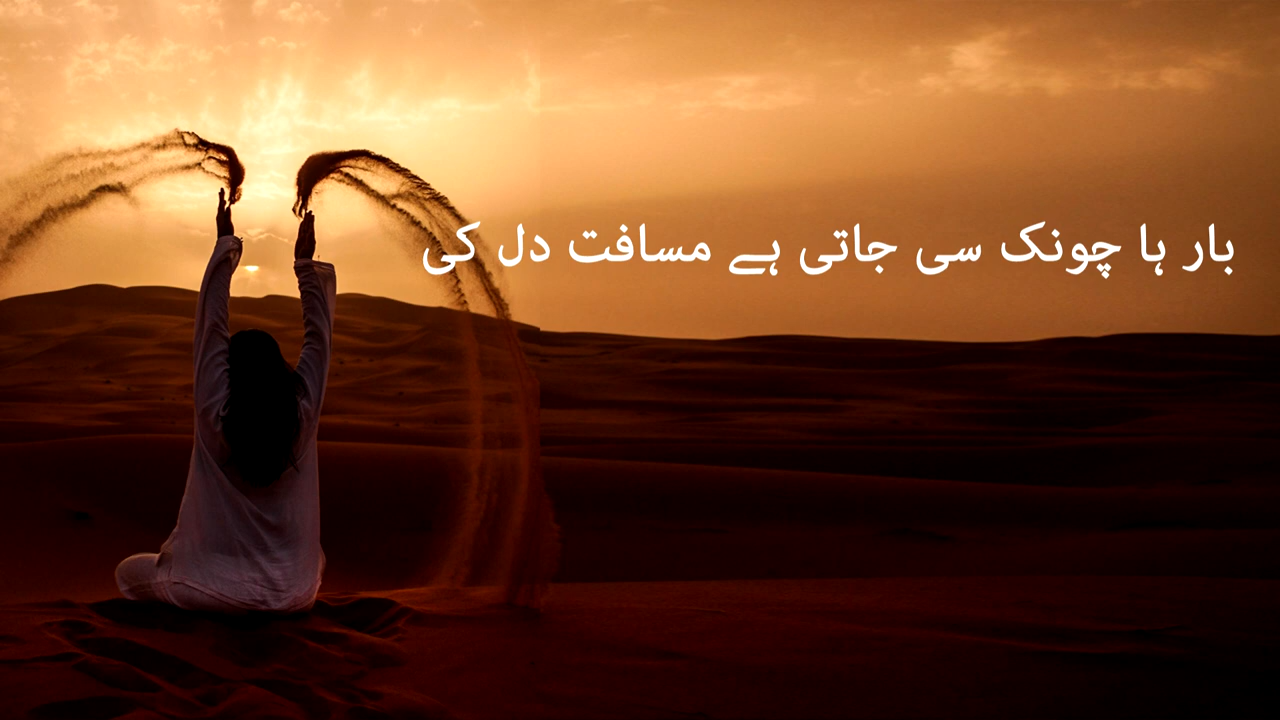 بار ہا چونک سی جاتی ہے مسافت دل کی